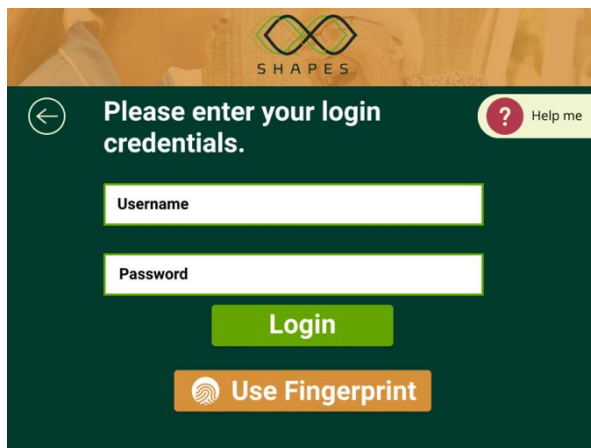 SHAPES
Please enter your login
credentials.
? Help me
Username
Password
Login
Use Fingerprint